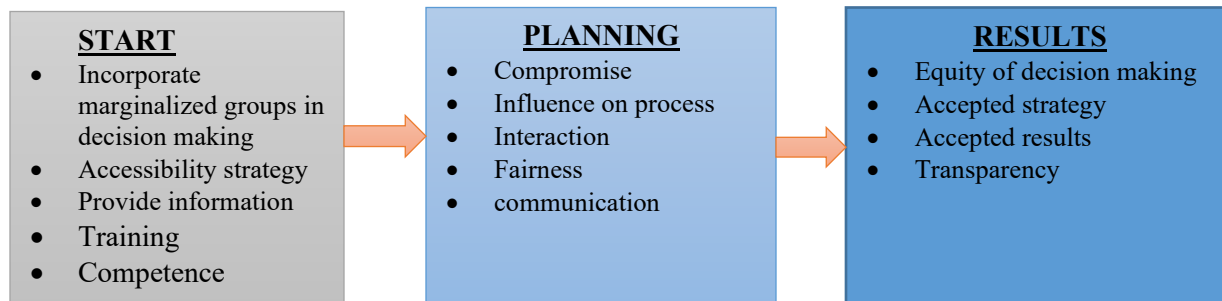 START
• Incorporate
marginalized groups in
decision making
• Accessibility strategy
• Provide information
• Training
• Competence
PLANNING
• Compromise
• Influence on process
• Interaction
• Fairness
• communication
RESULTS
• Equity of decision making
• Accepted strategy
• Accepted results
• Transparency